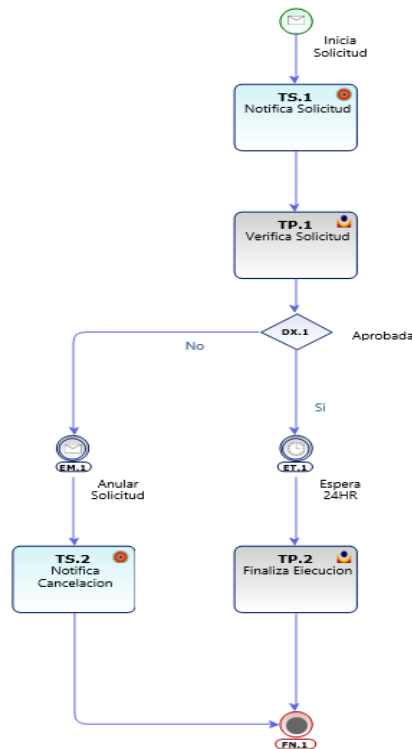 Inicia
Solicitud
TS.1
Notifica Solicitud
TP.1
Verifica Solicitud
DX.1
Aprobada
No
Si
EM.1
Anular
Solicitud
ET.1
Espera
24HR
TS.2
Notifica
Cancelacion
TP.2
Finaliza Ejecucion
FN.1